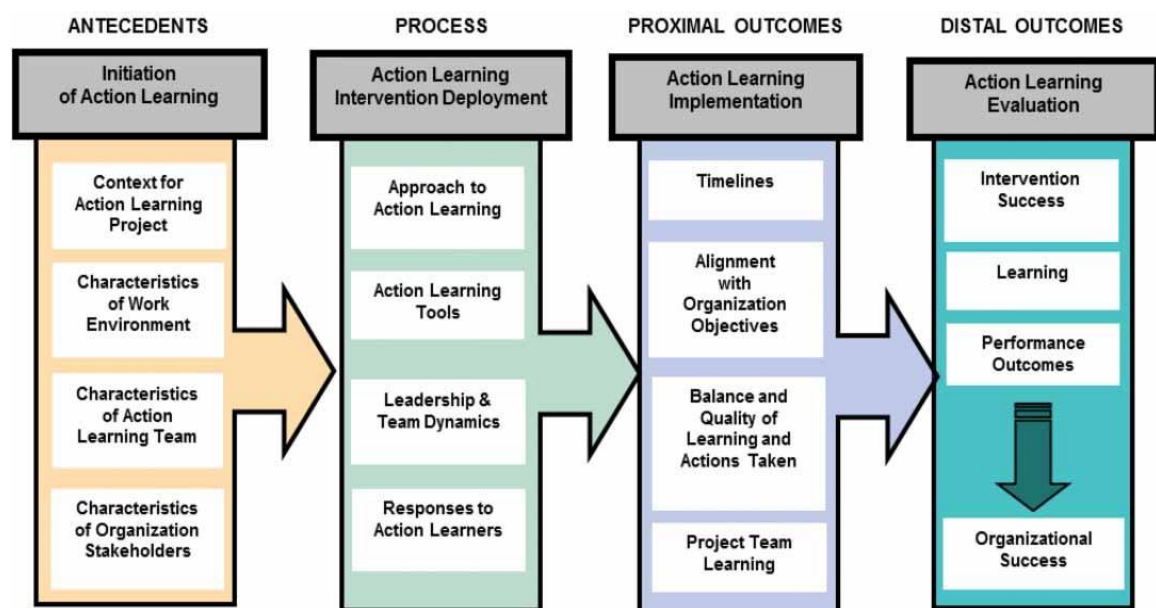 ANTECEDENTS
Initiation
of Action Learning
Context for
Action Learning
Project
Characteristics
of Work
Environment
Characteristics
of Action
Learning Team
Characteristics
of Organization
Stakeholders
PROCESS
Action Learning
Intervention Deployment
Approach to
Action Learning
Action Learning
Tools
Leadership &
Team Dynamics
Responses to
Action Learners
PROXIMAL OUTCOMES
Action Learning
Implementation
Timelines
Alignment
with
Organization
Objectives
Balance and
Quality of
Learning and
Actions Taken
Project Team
Learning
DISTAL OUTCOMES
Action Learning
Evaluation
Intervention
Success
Learning
Performance
Outcomes
Organizational
Success